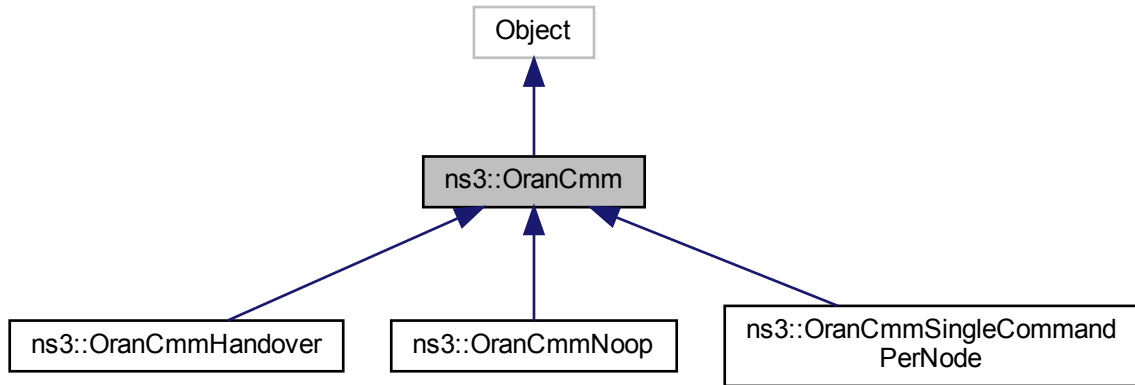 Object
ns3::OranCmm
ns3::OranCmmHandover
ns3::OranCmmNoop
ns3::OranCmmSingleCommand
PerNode